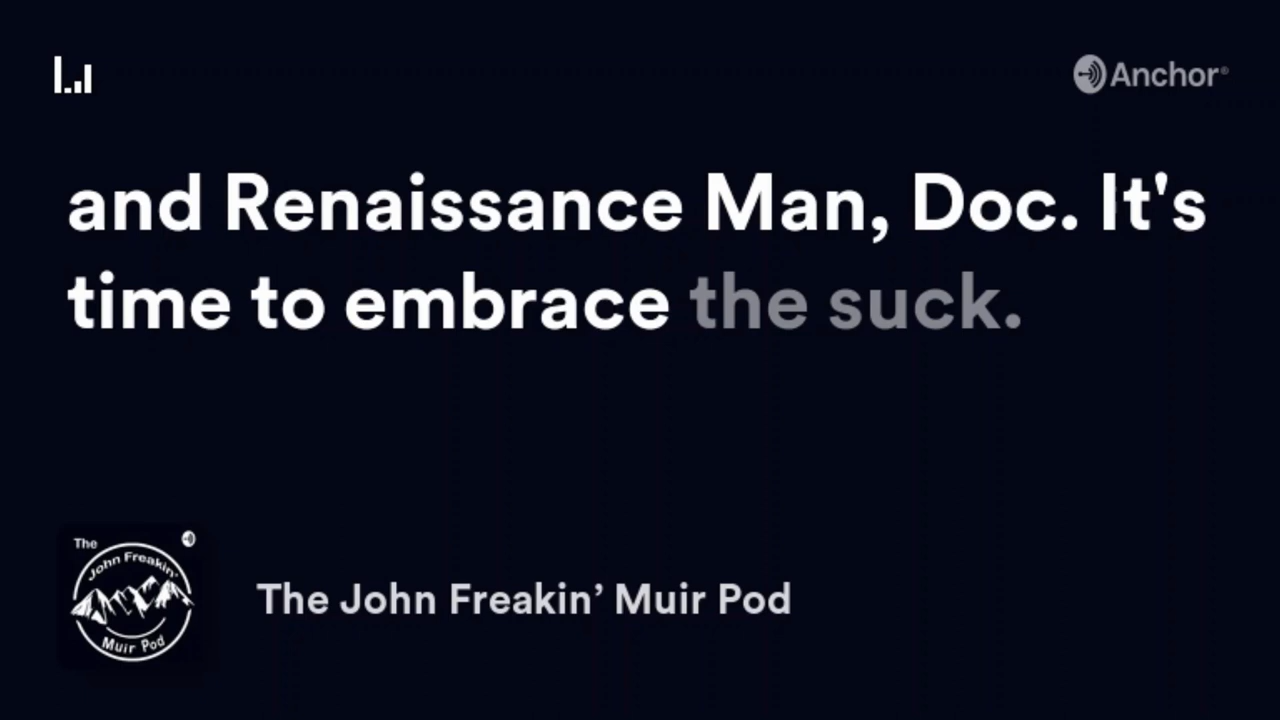 Anchor®
and Renaissance Man, Doc. It's
time to embrace the suck.
The
John Freakin'
Muir Pod
The John Freakin’ Muir Pod